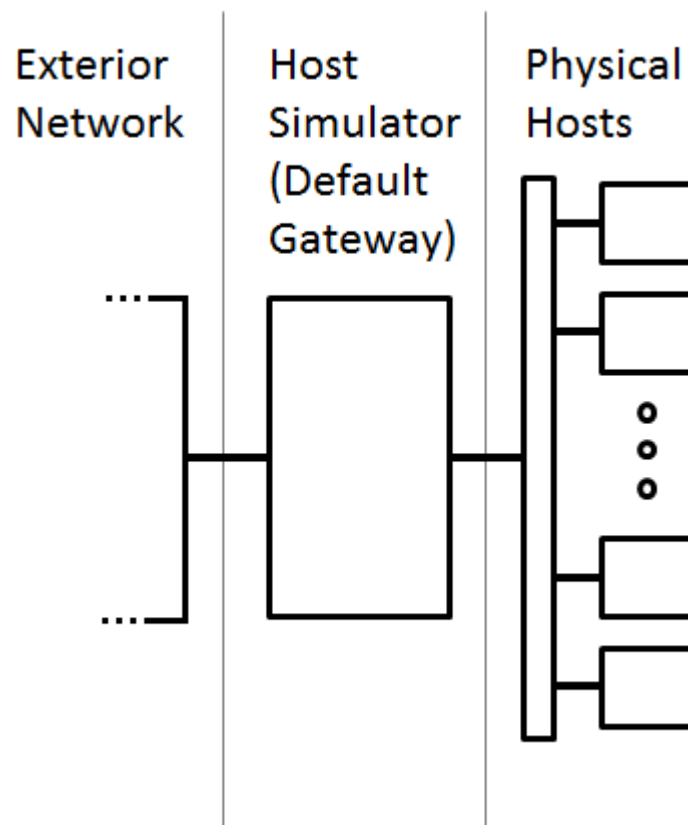 Exterior
Network
Host
Simulator
(Default
Gateway)
Physical
Hosts